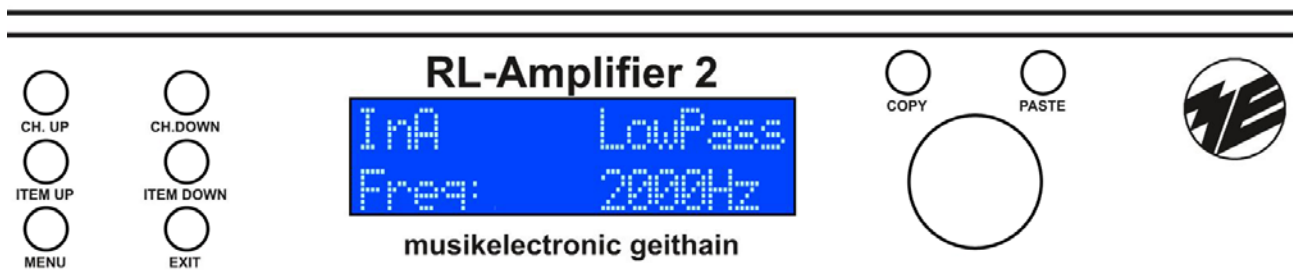 RL-Amplifier 2
COPY
PASTE
CH. UP
CH.DOWN
InA LowPass
ITEM UP
ITEM DOWN
Freq: 2000Hz
MENU
EXIT
musikelectronic geithain
ME